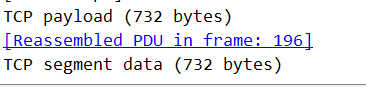 TCP payload (732 bytes)
[Reassembled PDU in frame: 196]
TCP segment data (732 bytes)